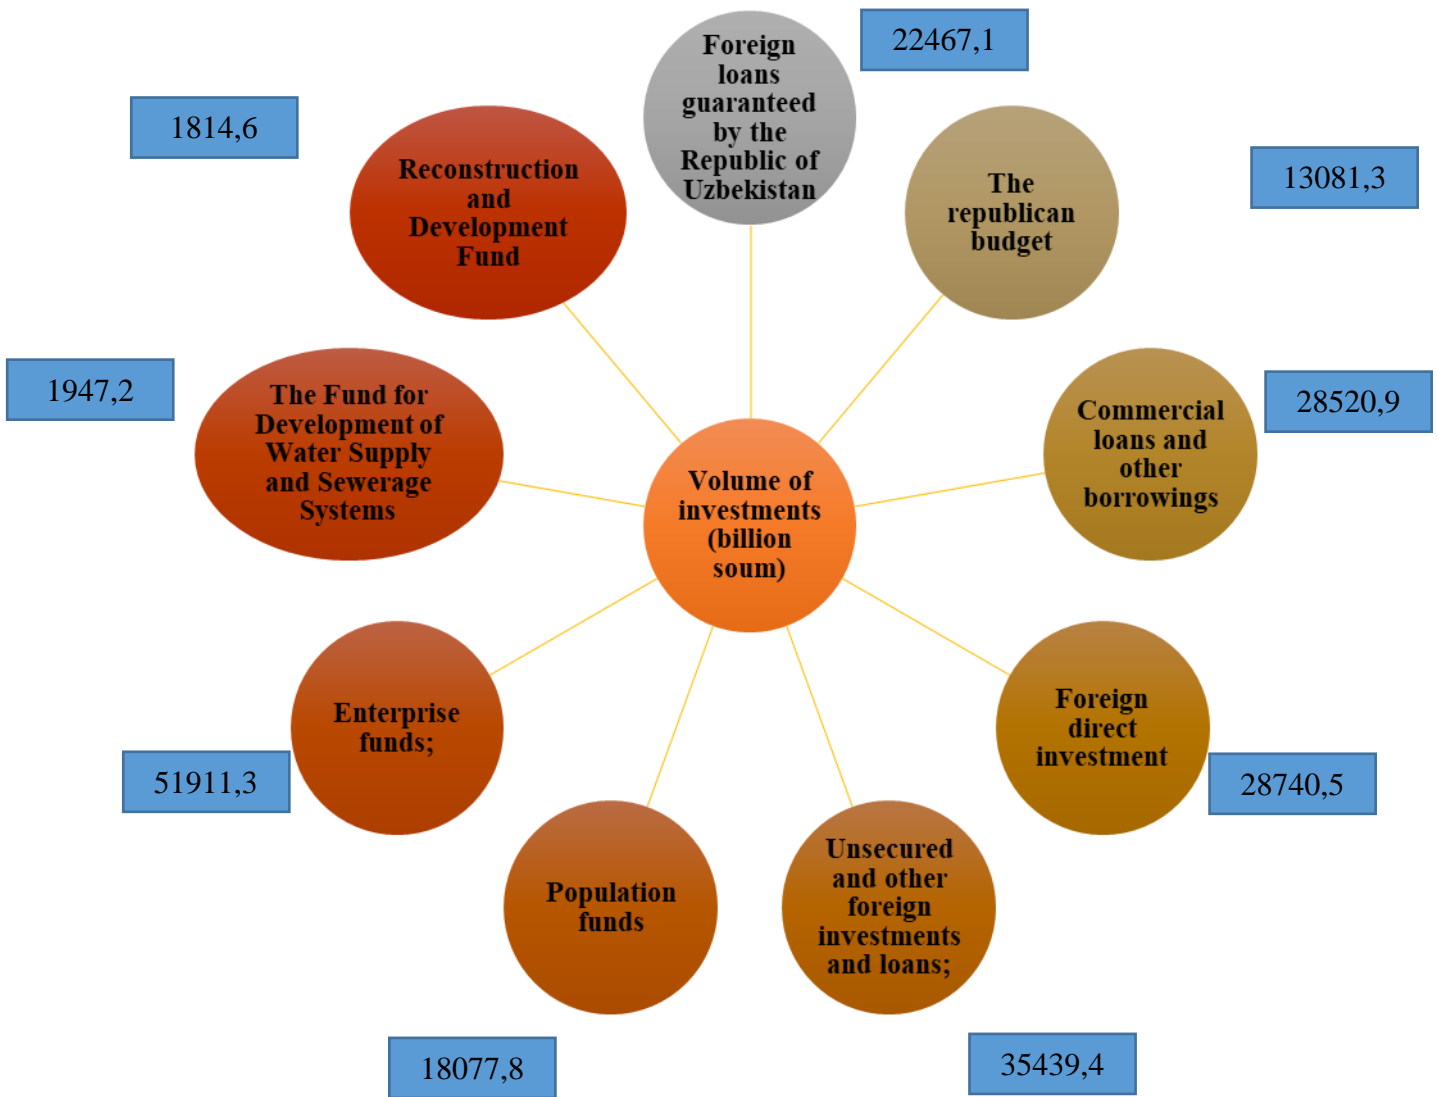 Foreign
loans
guaranteed
by the
Republic of
Uzbekistan
22467,1
The
republican
budget
13081,3
Commercial
loans and
other
borrowings
28520,9
Foreign
direct
investment
28740,5
Unsecured
and other
foreign
investments
and loans;
35439,4
Population
funds
18077,8
Enterprise
funds;
51911,3
The Fund for
Development of
Water Supply
and Sewerage
Systems
1947,2
Reconstruction
and
Development
Fund
1814,6
Volume of
investments
(billion
soum)